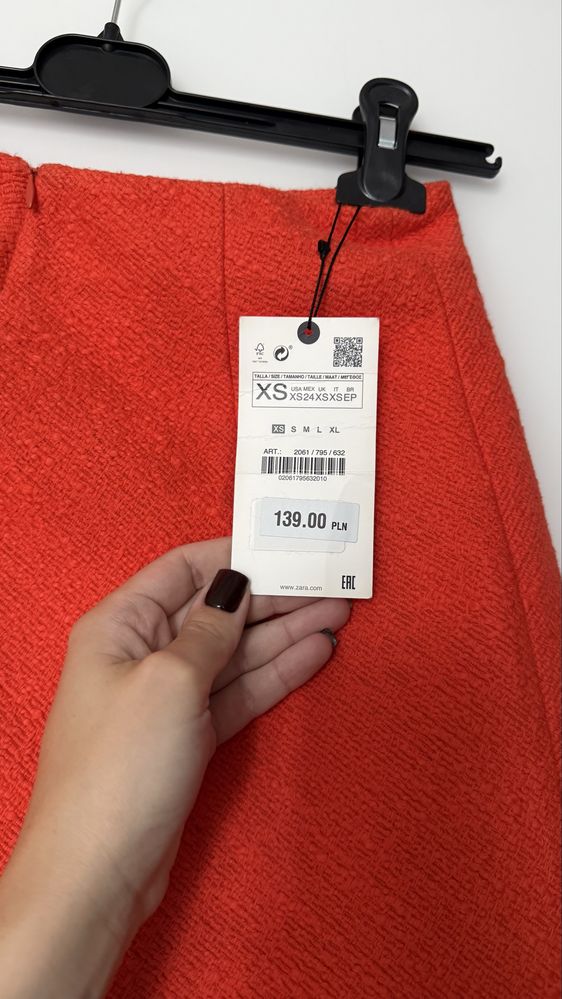 FSC
TALLA / SIZE / TAMANHO / TAILLE / MAAT / ΜΕΓΕΘΟΣ
XS
USA MEX UK IT BR
XS 24 XS XS EP
XS S M L XL
ART.: 2061 / 795 / 632
02061795632010
139.00 PLN
www.zara.com
EAC